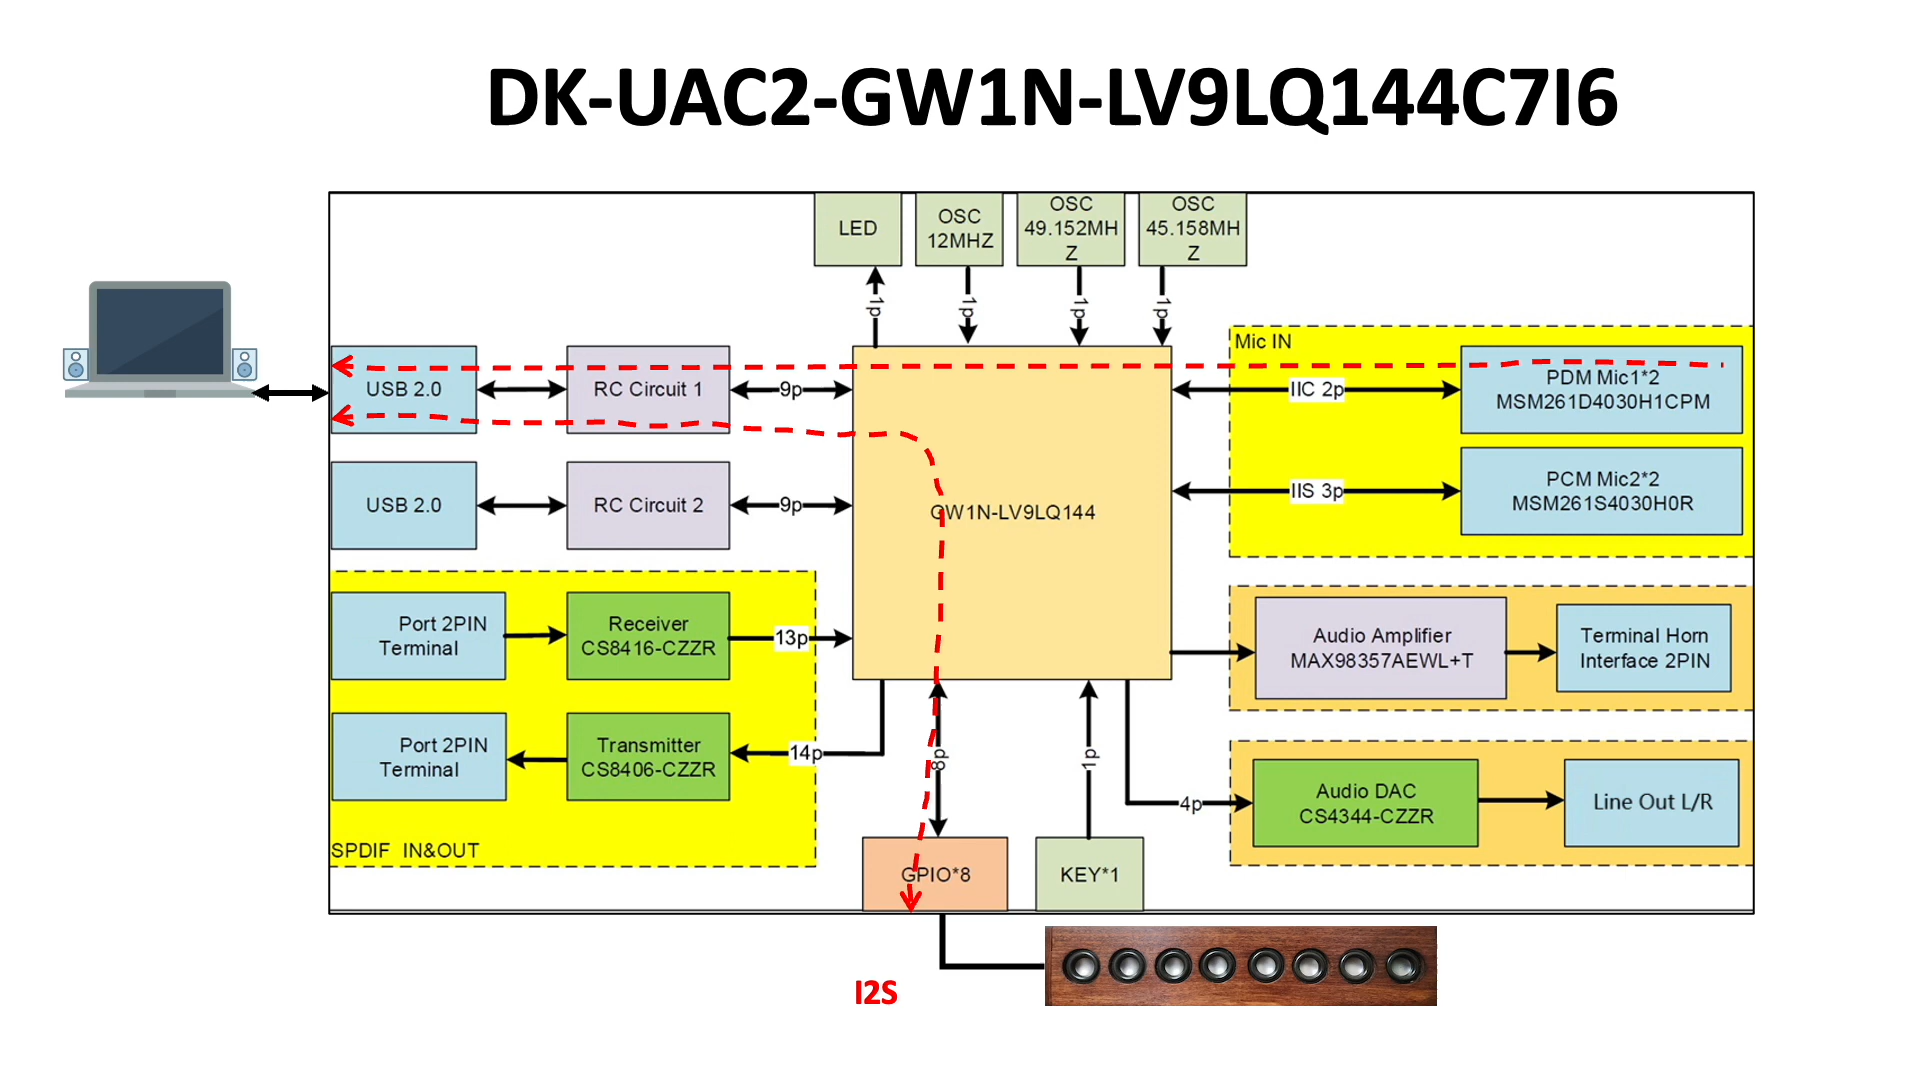 DK-UAC2-GW1N-LV9LQ144C7I6
LED
OSC
12MHZ
OSC
49.152MH
Z
OSC
45.158MH
Z
1p
1p
1p
1p
USB 2.0
RC Circuit 1
9p
Mic IN
IIC 2p
PDM Mic1*2
MSM261D4030H1CPM
USB 2.0
RC Circuit 2
9p
GW1N-LV9LQ144
IIS 3p
PCM Mic2*2
MSM261S4030H0R
Port 2PIN
Terminal
Receiver
CS8416-CZZR
13p
Audio Amplifier
MAX98357AEWL+T
Terminal Horn
Interface 2PIN
Port 2PIN
Terminal
Transmitter
CS8406-CZZR
14p
8p
1p
4p
Audio DAC
CS4344-CZZR
Line Out L/R
SPDIF IN&OUT
GPIO*8
KEY*1
I2S